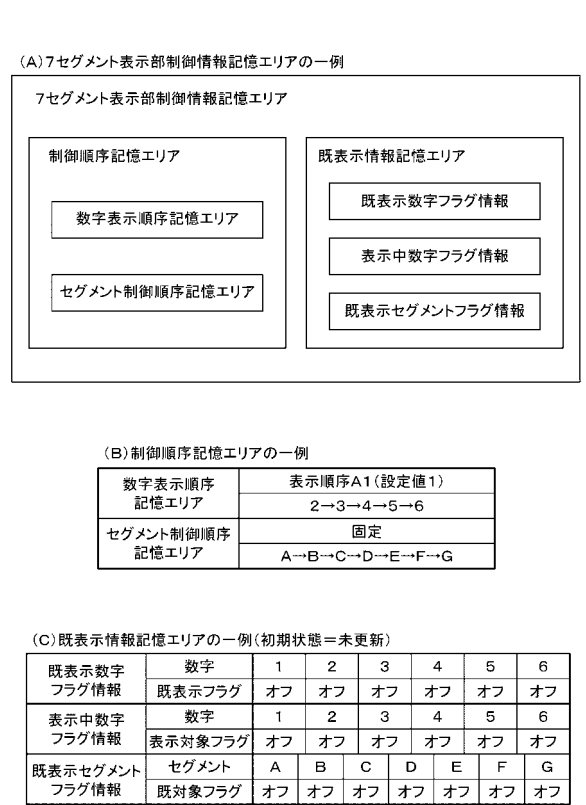 (A)7セグメント表示部制御情報記憶エリアの一例
7セグメント表示部制御情報記憶エリア
制御順序記憶エリア
数字表示順序記憶エリア
セグメント制御順序記憶エリア
既表示情報記憶エリア
既表示数字フラグ情報
表示中数字フラグ情報
既表示セグメントフラグ情報
(B)制御順序記憶エリアの一例
数字表示順序
記憶エリア
表示順序A1(設定値1)
2→3→4→5→6
セグメント制御順序
記憶エリア
固定
A→B→C→D→E→F→G
(C)既表示情報記憶エリアの一例(初期状態=未更新)
既表示数字
フラグ情報
数字 1 2 3 4 5 6
既表示フラグ オフ オフ オフ オフ オフ オフ
表示中数字
フラグ情報
数字 1 2 3 4 5 6
表示対象フラグ オフ オフ オフ オフ オフ オフ
既表示セグメント
フラグ情報
セグメント A B C D E F G
既対象フラグ オフ オフ オフ オフ オフ オフ オフ